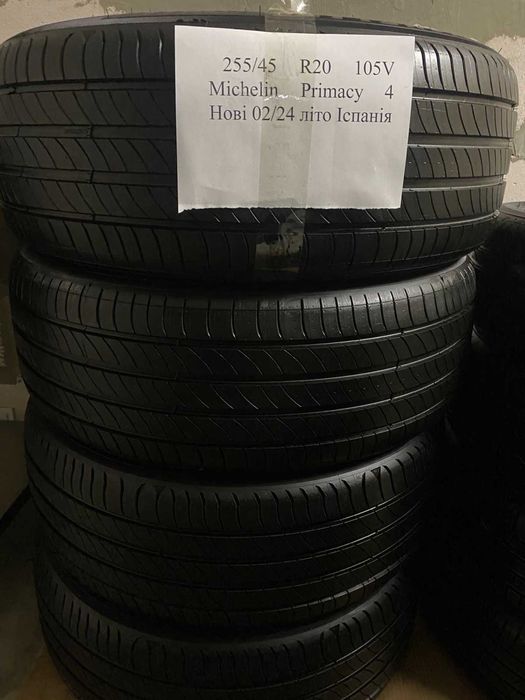 255/45 R20 105V
Michelin Primacy 4
Нові 02/24 літо Іспанія